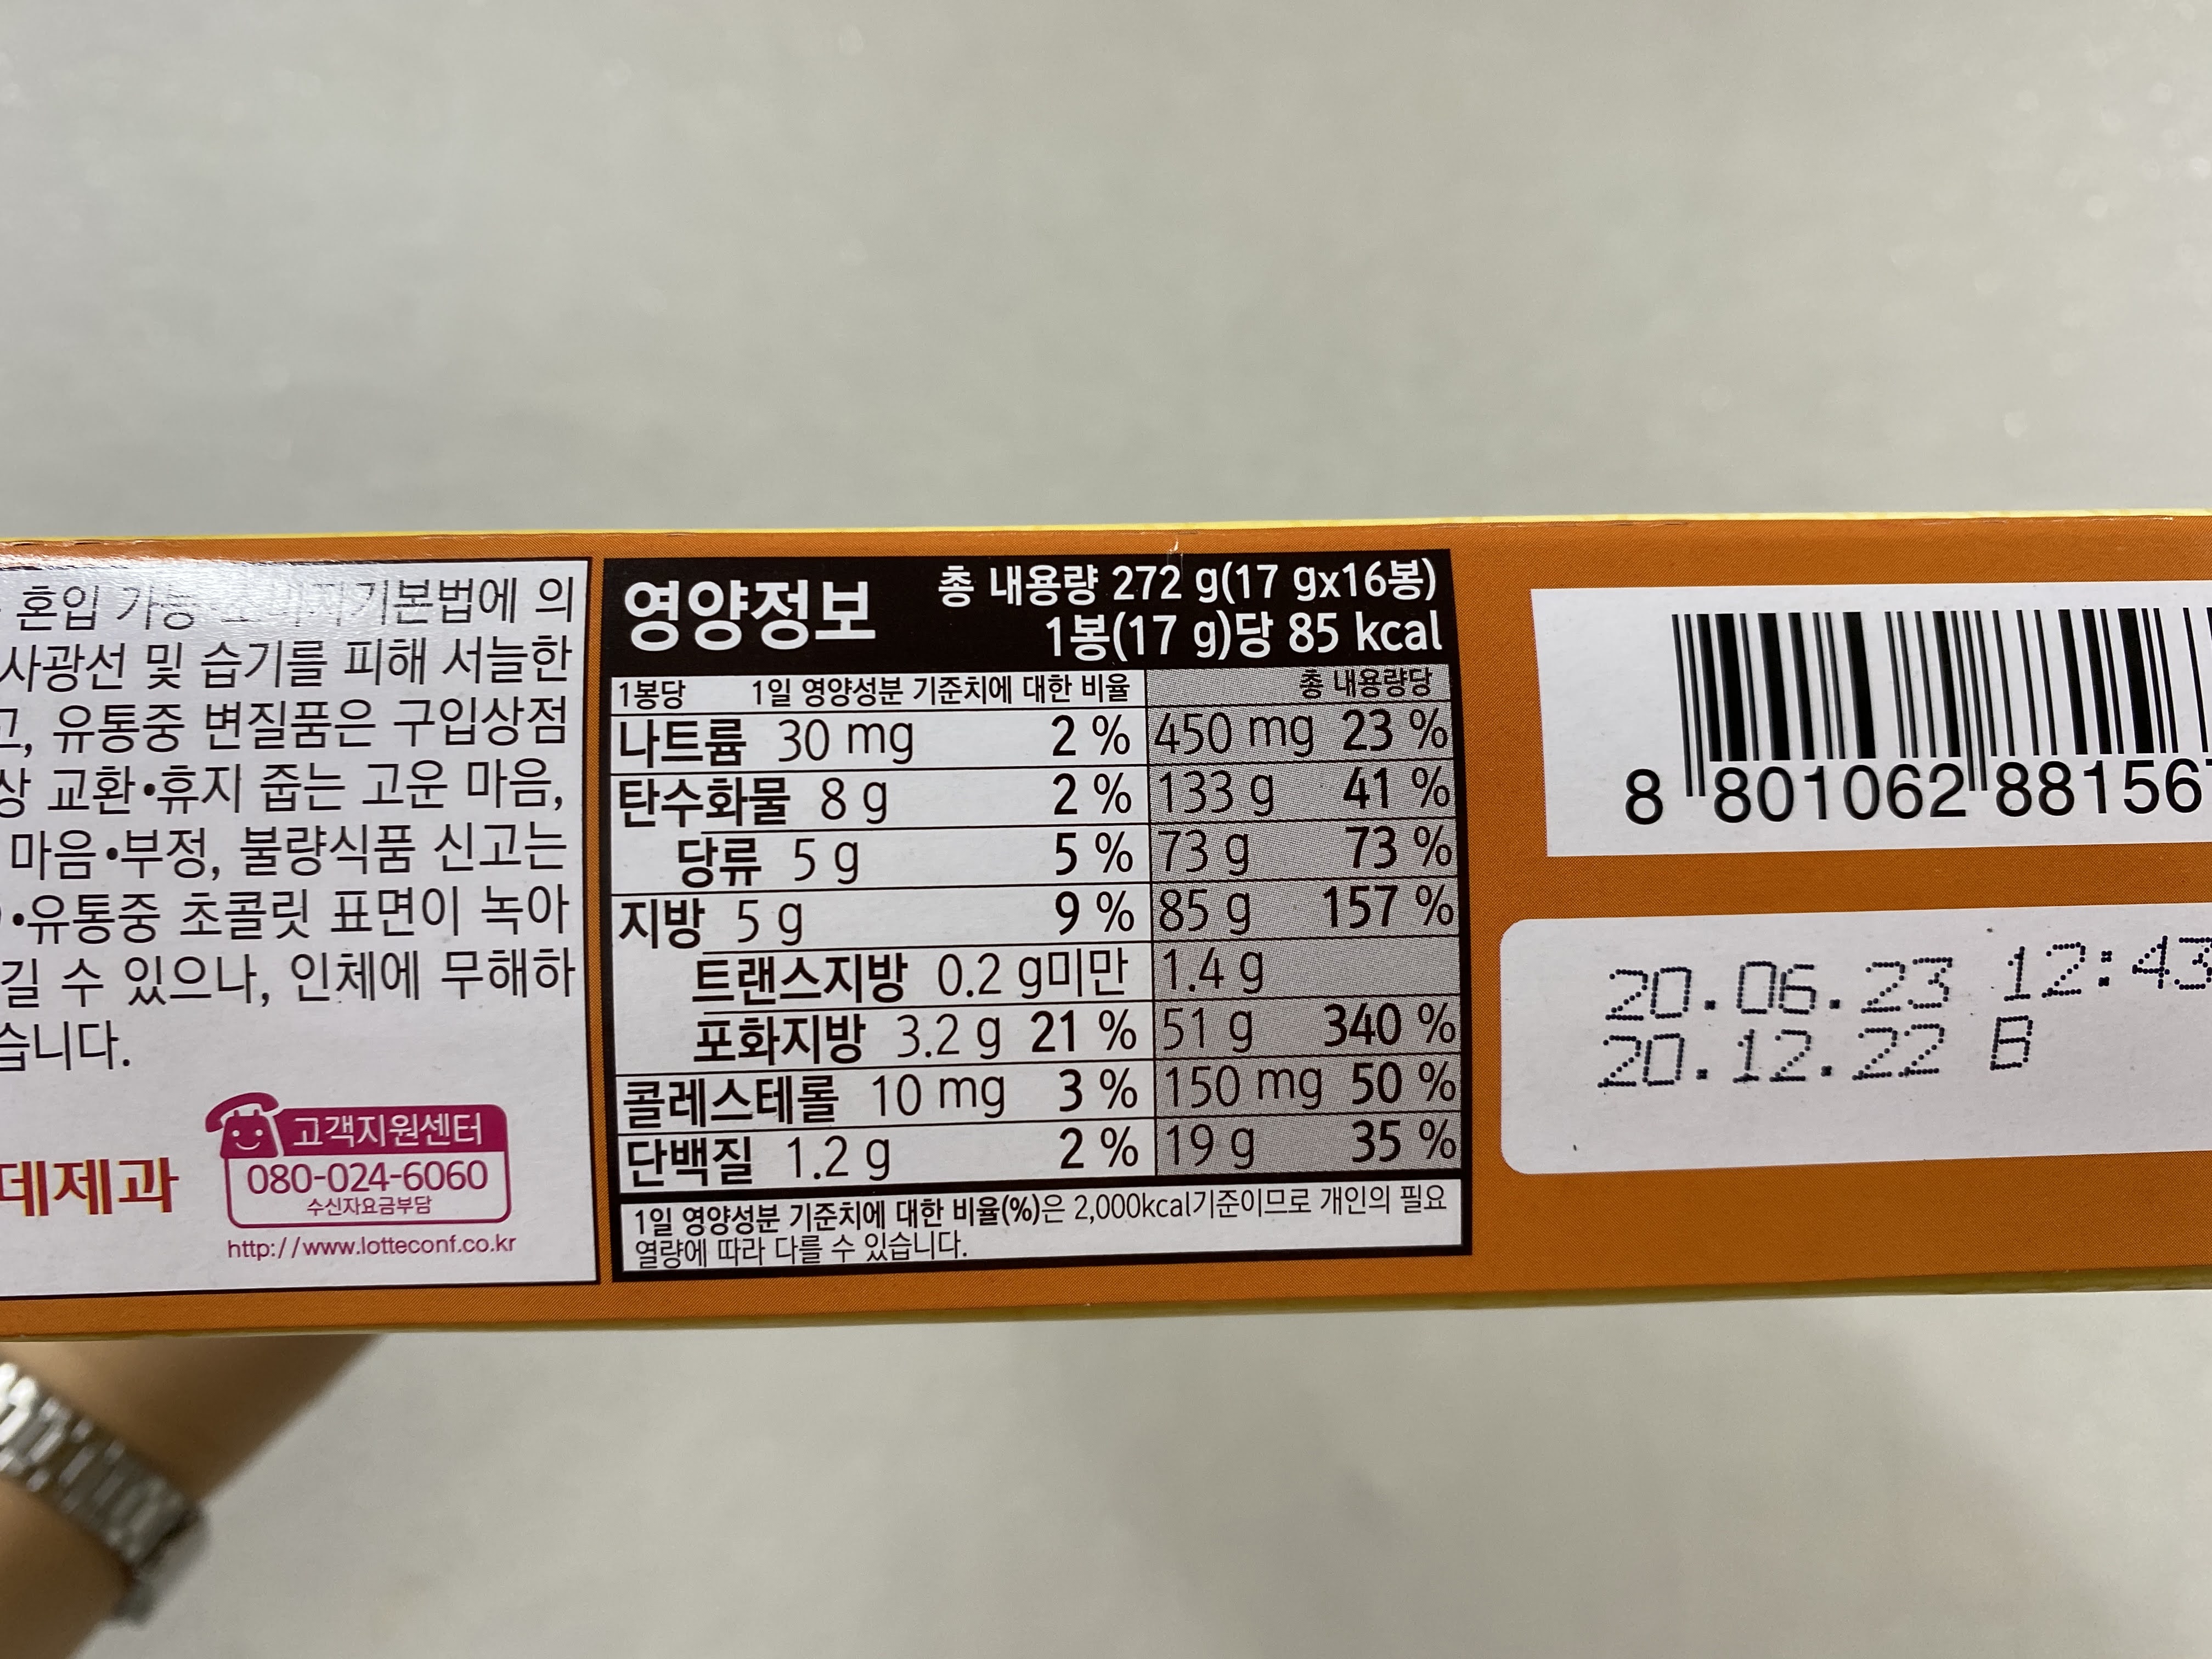 혼입 가능 소비자기본법에 의
사광선 및 습기를 피해 서늘한
고, 유통중 변질품은 구입상점
상 교환•휴지 줍는 고운 마음,
마음•부정, 불량식품 신고는
•유통중 초콜릿 표면이 녹아
길 수 있으나, 인체에 무해하
습니다.
데제과
고객지원센터
080-024-6060
수신자요금부담
http://www.lotteconf.co.kr
영양정보
총 내용량 272 g(17 gx16봉)
1봉(17 g)당 85 kcal
1봉당 1일 영양성분 기준치에 대한 비율 총 내용량당
나트륨 30 mg 2 % 450 mg 23 %
탄수화물 8 g 2 % 133 g 41 %
당류 5 g 5 % 73 g 73 %
지방 5 g 9 % 85 g 157 %
트랜스지방 0.2 g미만 1.4 g
포화지방 3.2 g 21 % 51 g 340 %
콜레스테롤 10 mg 3 % 150 mg 50 %
단백질 1.2 g 2 % 19 g 35 %
1일 영양성분 기준치에 대한 비율(%)은 2,000kcal기준이므로 개인의 필요
열량에 따라 다를 수 있습니다.
8 801062 88156
20.06.23 12:43
20.12.22 B